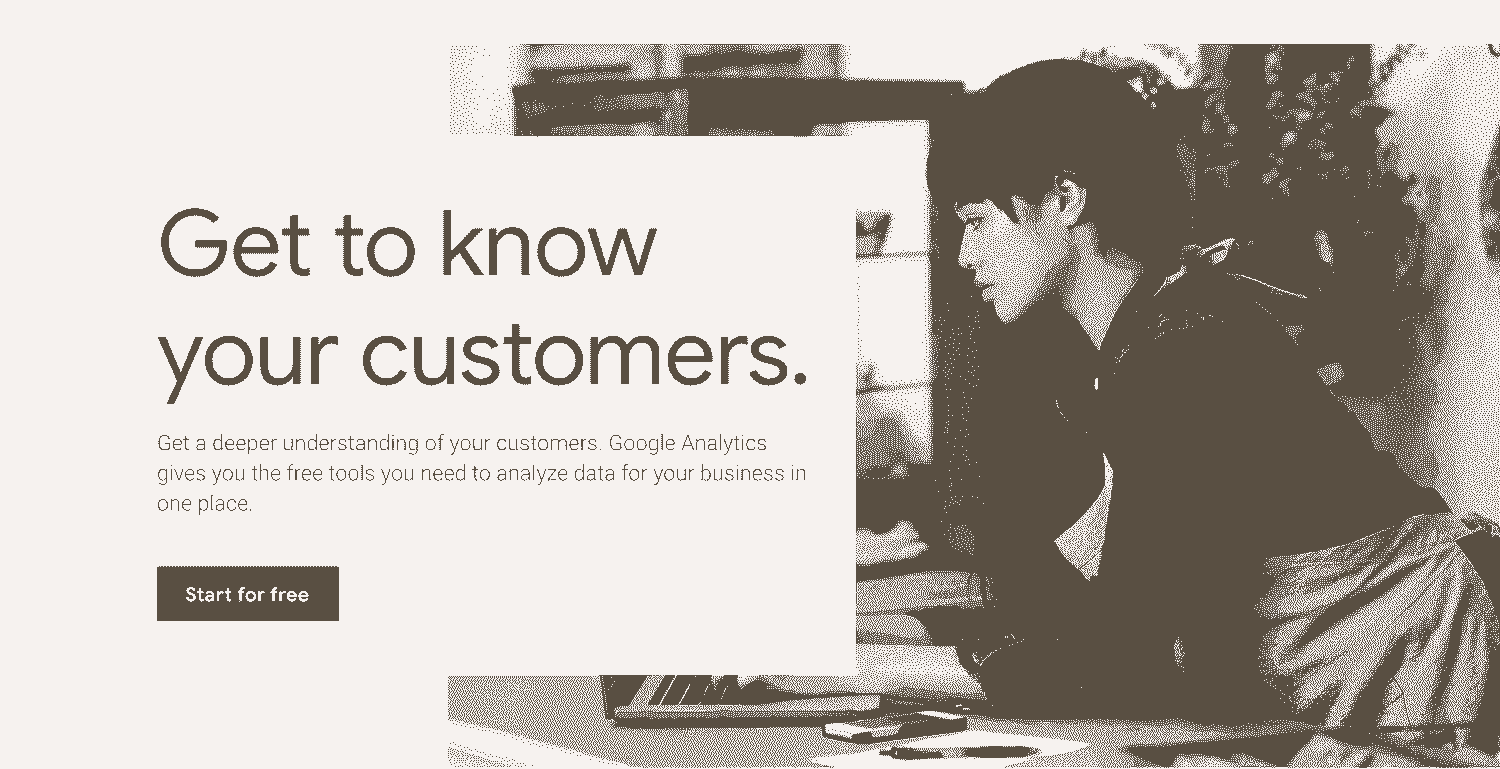 Get to know
your customers.
Get a deeper understanding of your customers. Google Analytics
gives you the free tools you need to analyze data for your business in
one place.
Start for free